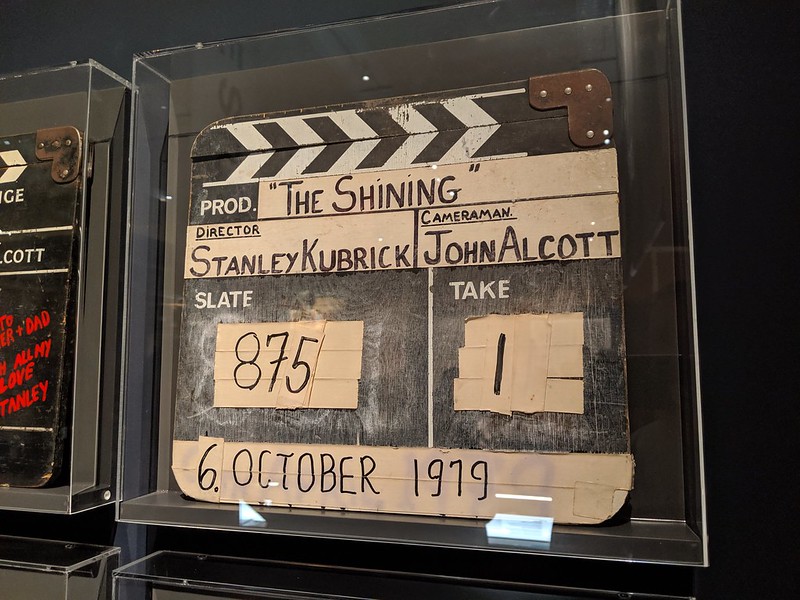 PROD. "THE SHINING"
DIRECTOR
STANLEY KUBRICK
CAMERAMAN.
JOHN ALCOTT
SLATE
875
TAKE
1
6. OCTOBER 1979
NGE
LCOTT
TO
ER + DAD
H ALL MY
LOVE
TANLEY